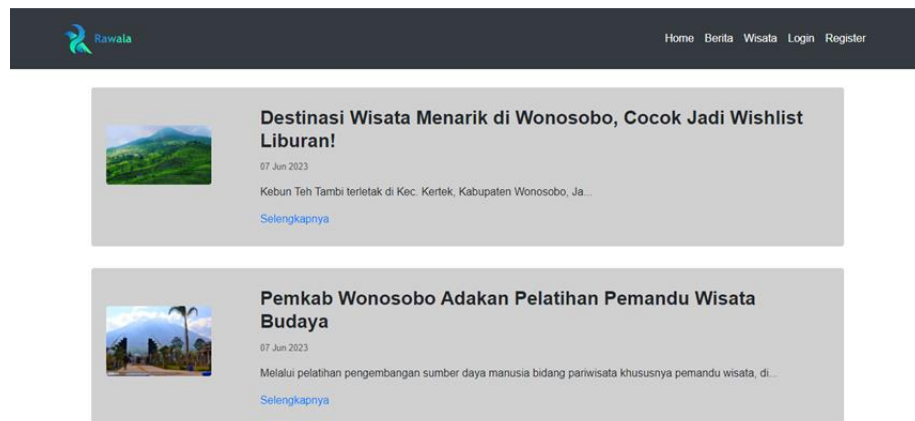 Rawala
Home Berita Wisata Login Register
Destinasi Wisata Menarik di Wonosobo, Cocok Jadi Wishlist
Liburan!
07 Jun 2023
Kebun Teh Tambi terletak di Kec. Kertek, Kabupaten Wonosobo, Ja...
Selengkapnya
Pemkab Wonosobo Adakan Pelatihan Pemandu Wisata
Budaya
07 Jun 2023
Melalui pelatihan pengembangan sumber daya manusia bidang pariwisata khususnya pemandu wisata, di...
Selengkapnya